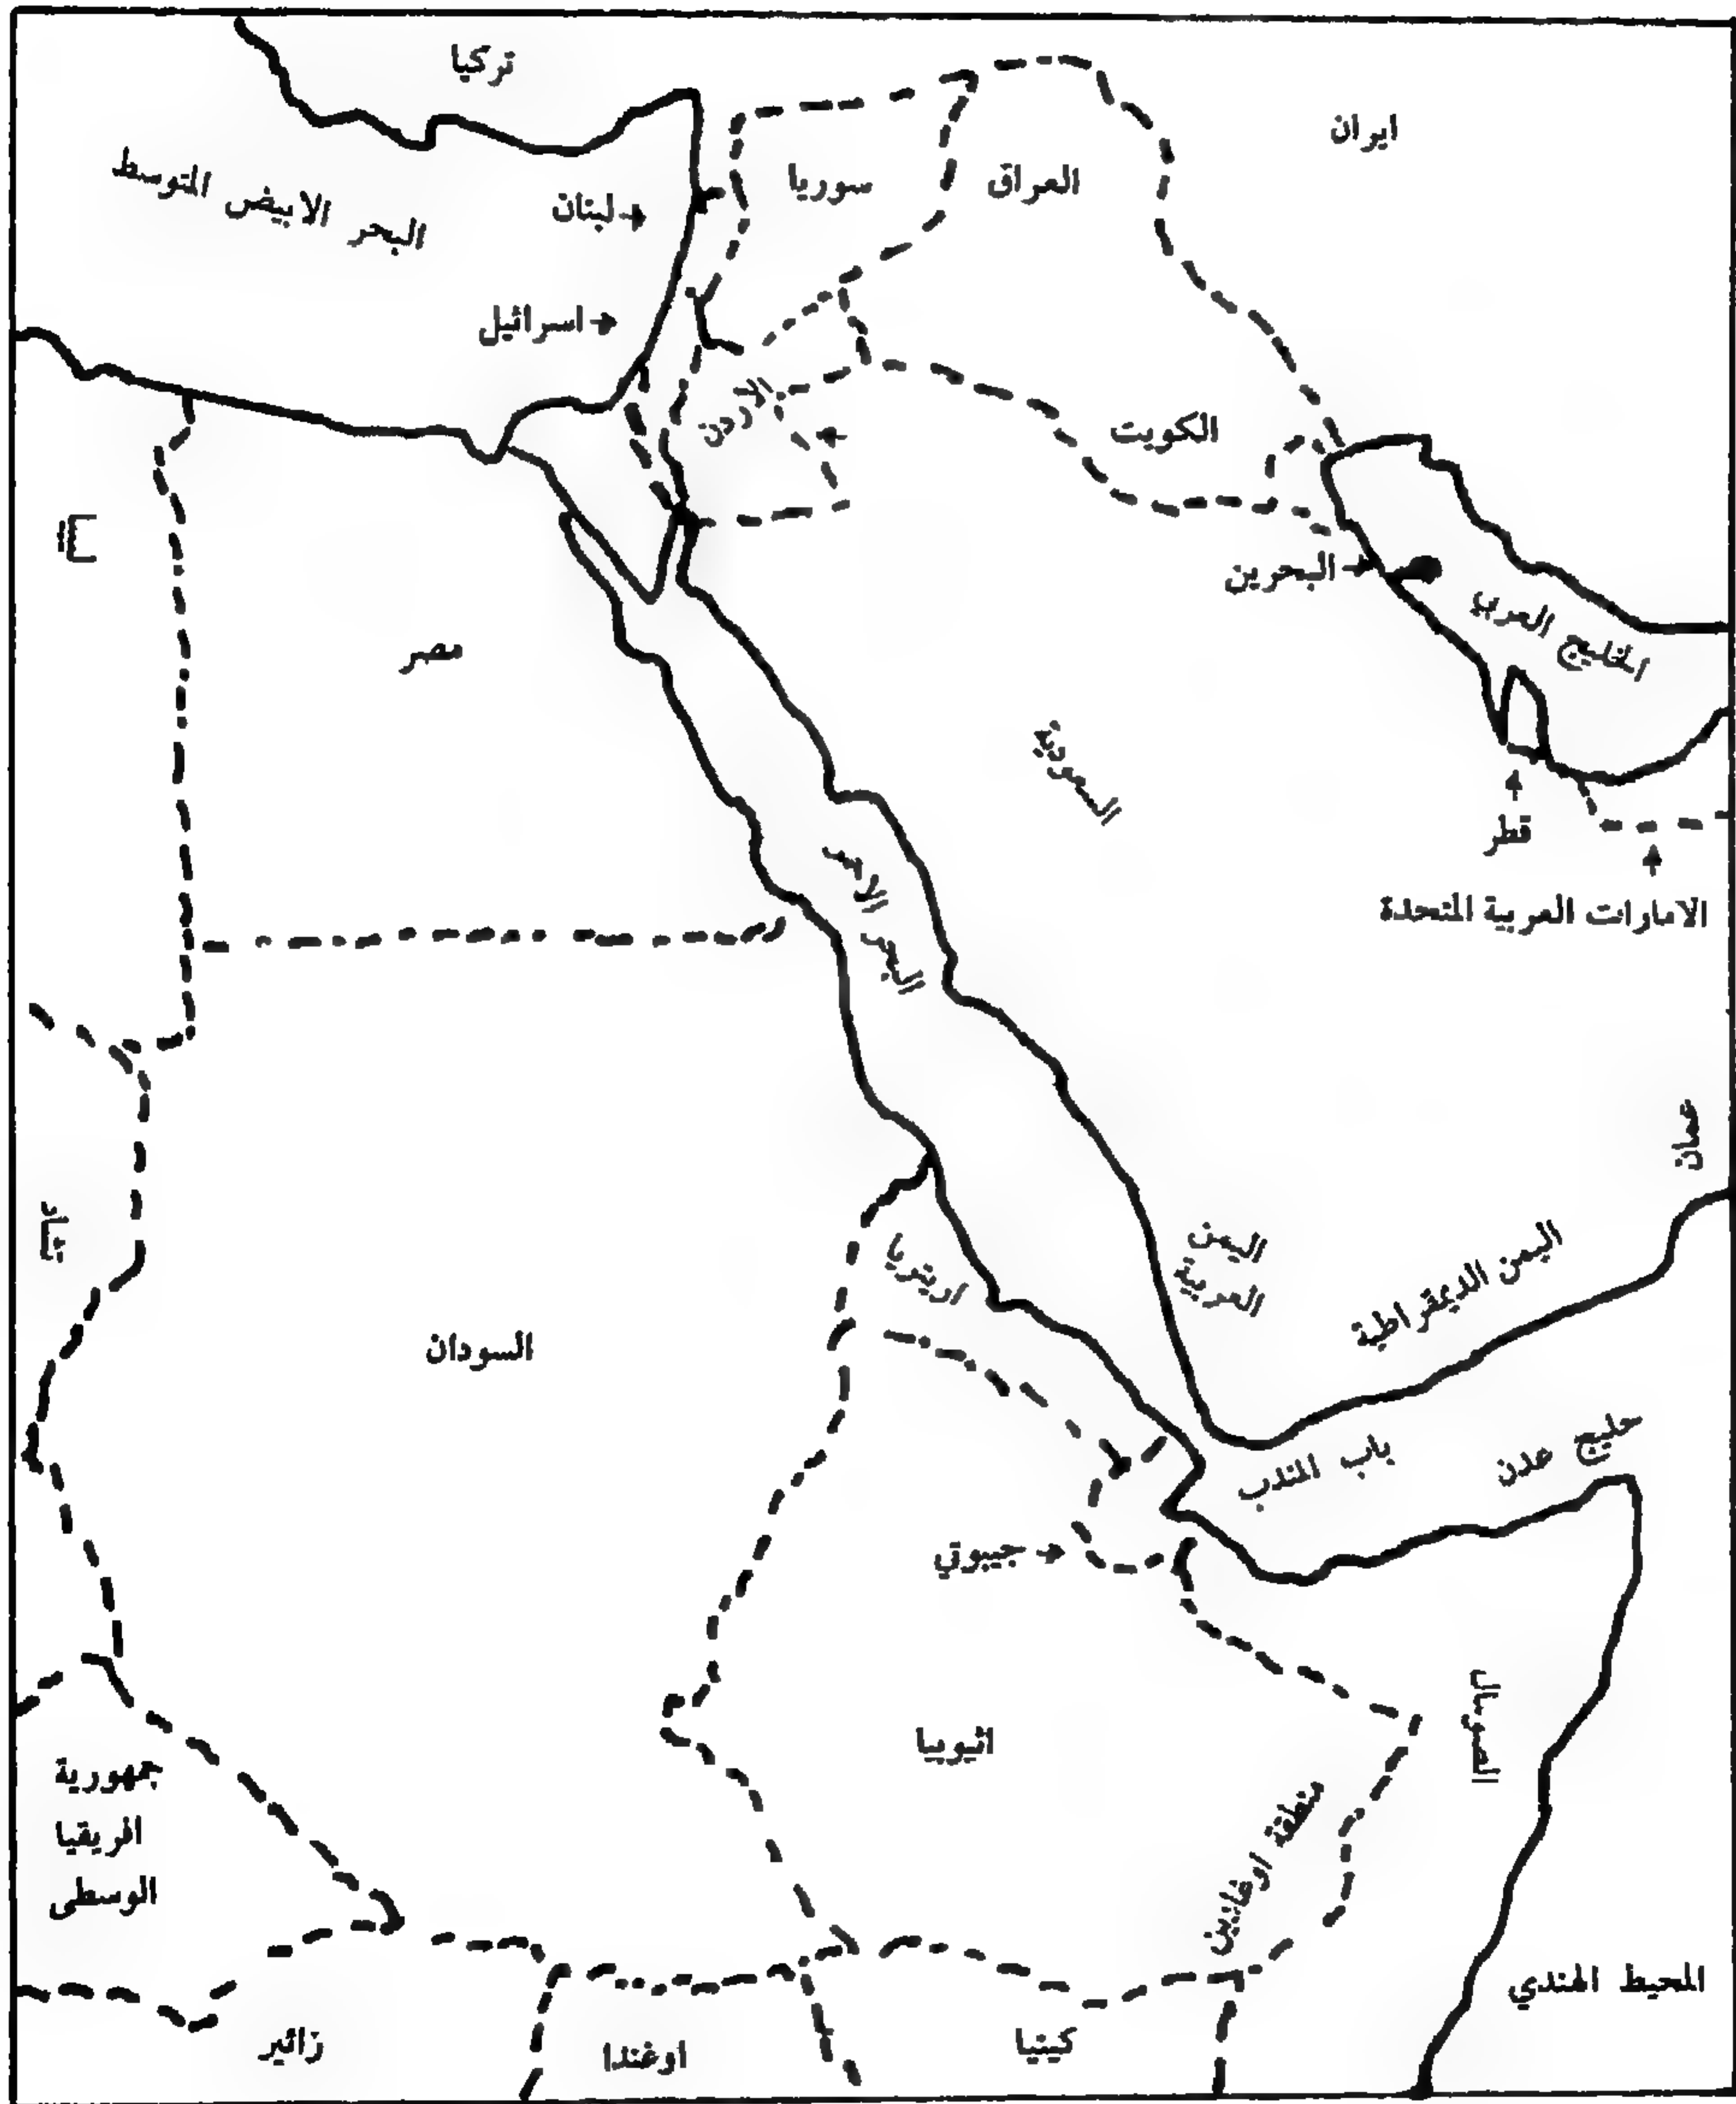 تركيا
ايران
البحر الابيض المتوسط
لبنان
سوريا
العراق
اسرائيل
الاردن
الكويت
البحرين
الخليج العربي
مصر
السعودية
قطر
الامارات العربية المتحدة
البحر الاحمر
عمان
اليمن
العربية
اليمن الديمقراطية
اريتريا
السودان
باب المندب
خليج عدن
جيبوتي
الصومال
اثيوبيا
جمهورية
افريقيا
الوسطى
المحيط الهندي
زائير
اوغندا
كينيا